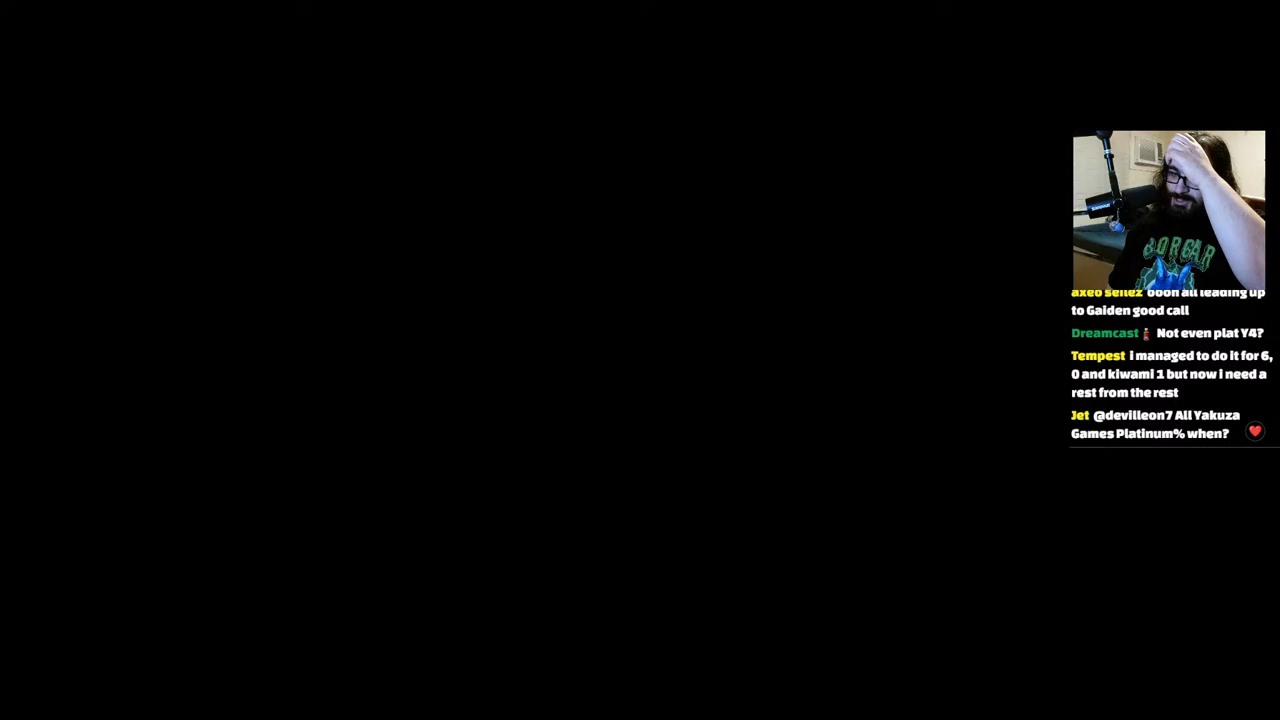 axeo sellez boon all leading up
to Gaiden good call
Dreamcast Not even plat Y4?
Tempest i managed to do it for 6,
0 and kiwami 1 but now i need a
rest from the rest
Jet @devilleon7 All Yakuza
Games Platinum% when?